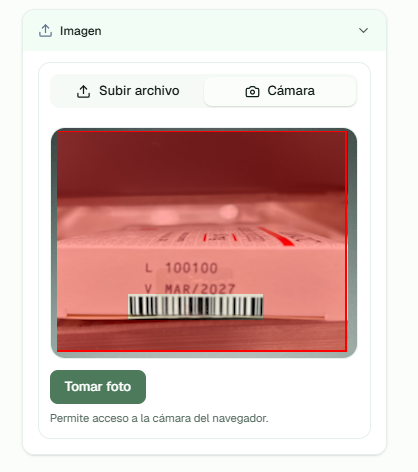 Imagen
Subir archivo
Cámara
L 100100
V MAR/2027
Tomar foto
Permite acceso a la cámara del navegador.